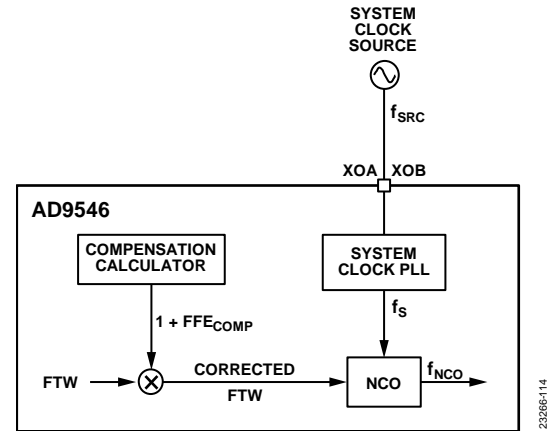 SYSTEM
CLOCK
SOURCE
fSRC
XOA XOB
AD9546
COMPENSATION
CALCULATOR
SYSTEM
CLOCK PLL
1 + FFECOMP
fS
FTW
CORRECTED
FTW
NCO
fNCO
23266-114